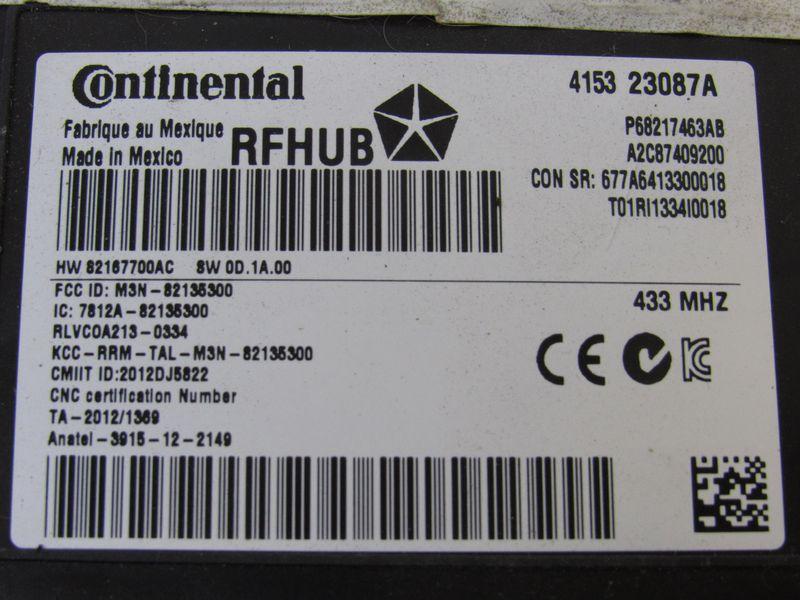 Continental
4153 23087A
Fabrique au Mexique
Made in Mexico
RFHUB
P68217463AB
A2C87409200
CON SR: 677A6413300018
T01RI1334I0018
HW 82167700AC SW 0D.1A.00
FCC ID: M3N-82135300
IC: 7812A-82135300
RLVCOA213-0334
KCC-RRM-TAL-M3N-82135300
CMIIT ID:2012DJ5822
CNC certification Number
TA-2012/1369
Anatel-3915-12-2149
433 MHZ
CE